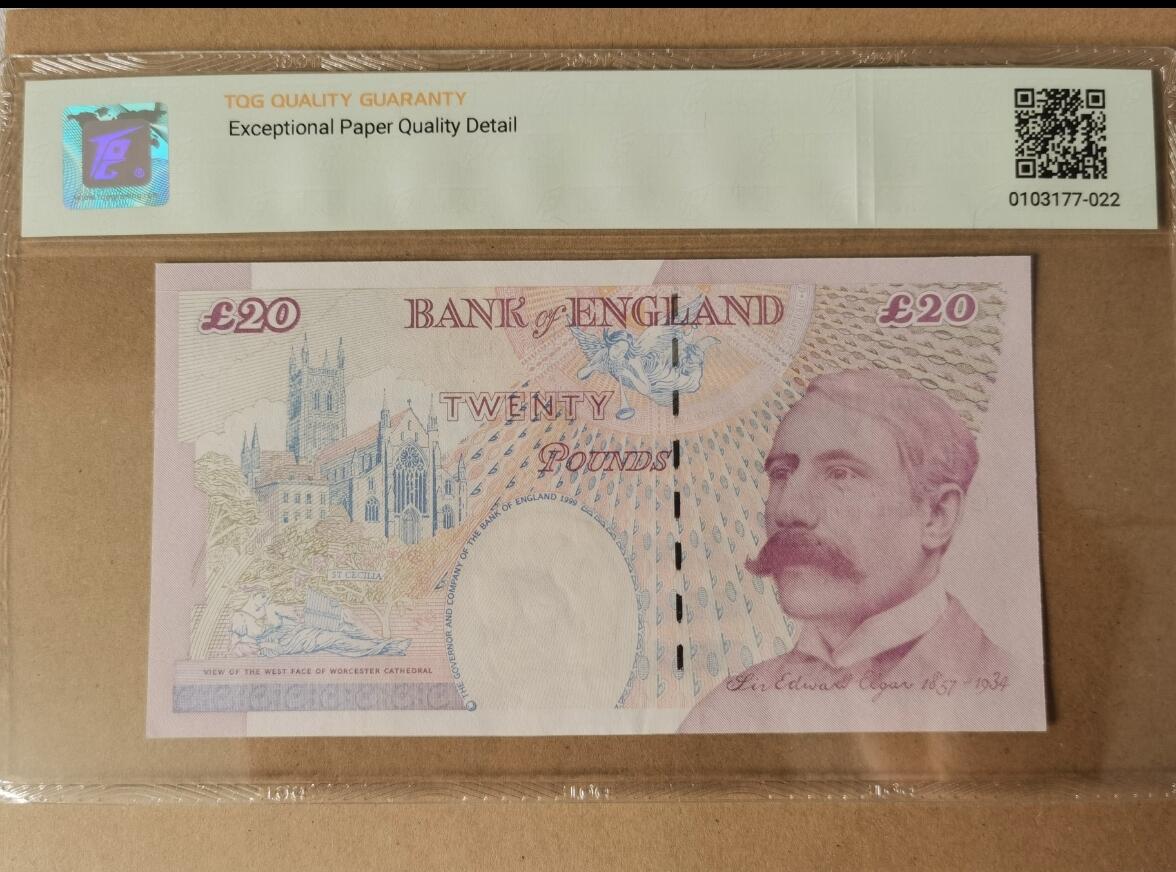 TQG QUALITY GUARANTY
Exceptional Paper Quality Detail
0103177-022
£20
BANK of ENGLAND
£20
TWENTY
POUNDS
© THE GOVERNOR AND COMPANY OF THE BANK OF ENGLAND 1999
ST CECILIA
VIEW OF THE WEST FACE OF WORCESTER CATHEDRAL
Sir Edward Elgar 1857 - 1934